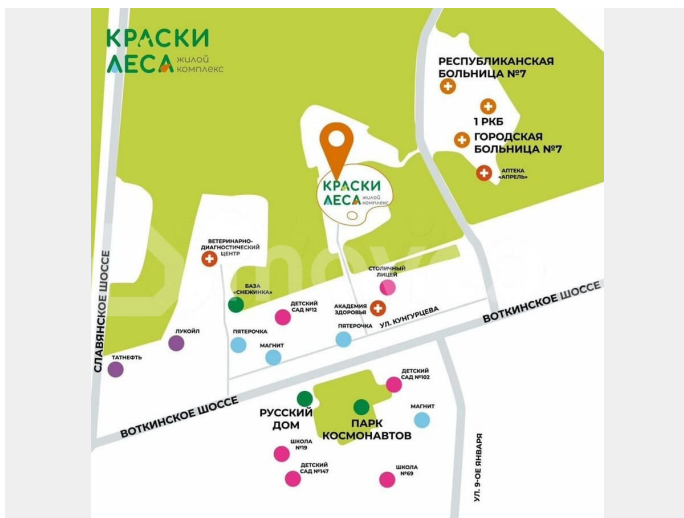 КРАСКИ
ЛЕСА жилой
комплекс
РЕСПУБЛИКАНСКАЯ
БОЛЬНИЦА №7
1 РКБ
ГОРОДСКАЯ
БОЛЬНИЦА №7
АПТЕКА
«АПРЕЛЬ»
КРАСКИ
ЛЕСА жилой
комплекс
ВЕТЕРИНАРНО-
ДИАГНОСТИЧЕСКИЙ
ЦЕНТР
СТОЛИЧНЫЙ
ЛИЦЕЙ
БАЗА
«СНЕЖИНКА»
ДЕТСКИЙ
САД №12
АКАДЕМИЯ
ЗДОРОВЬЯ
УЛ. КУНГУРЦЕВА
ВОТКИНСКОЕ ШОССЕ
СЛАВЯНСКОЕ ШОССЕ
ЛУКОЙЛ
ПЯТЕРОЧКА
МАГНИТ
ПЯТЕРОЧКА
ТАТНЕФТЬ
ВОТКИНСКОЕ ШОССЕ
ДЕТСКИЙ
САД №102
РУССКИЙ
ДОМ
ПАРК
КОСМОНАВТОВ
МАГНИТ
ШКОЛА
№19
ДЕТСКИЙ
САД №147
ШКОЛА
№69
УЛ. 9-ОЕ ЯНВАРЯ